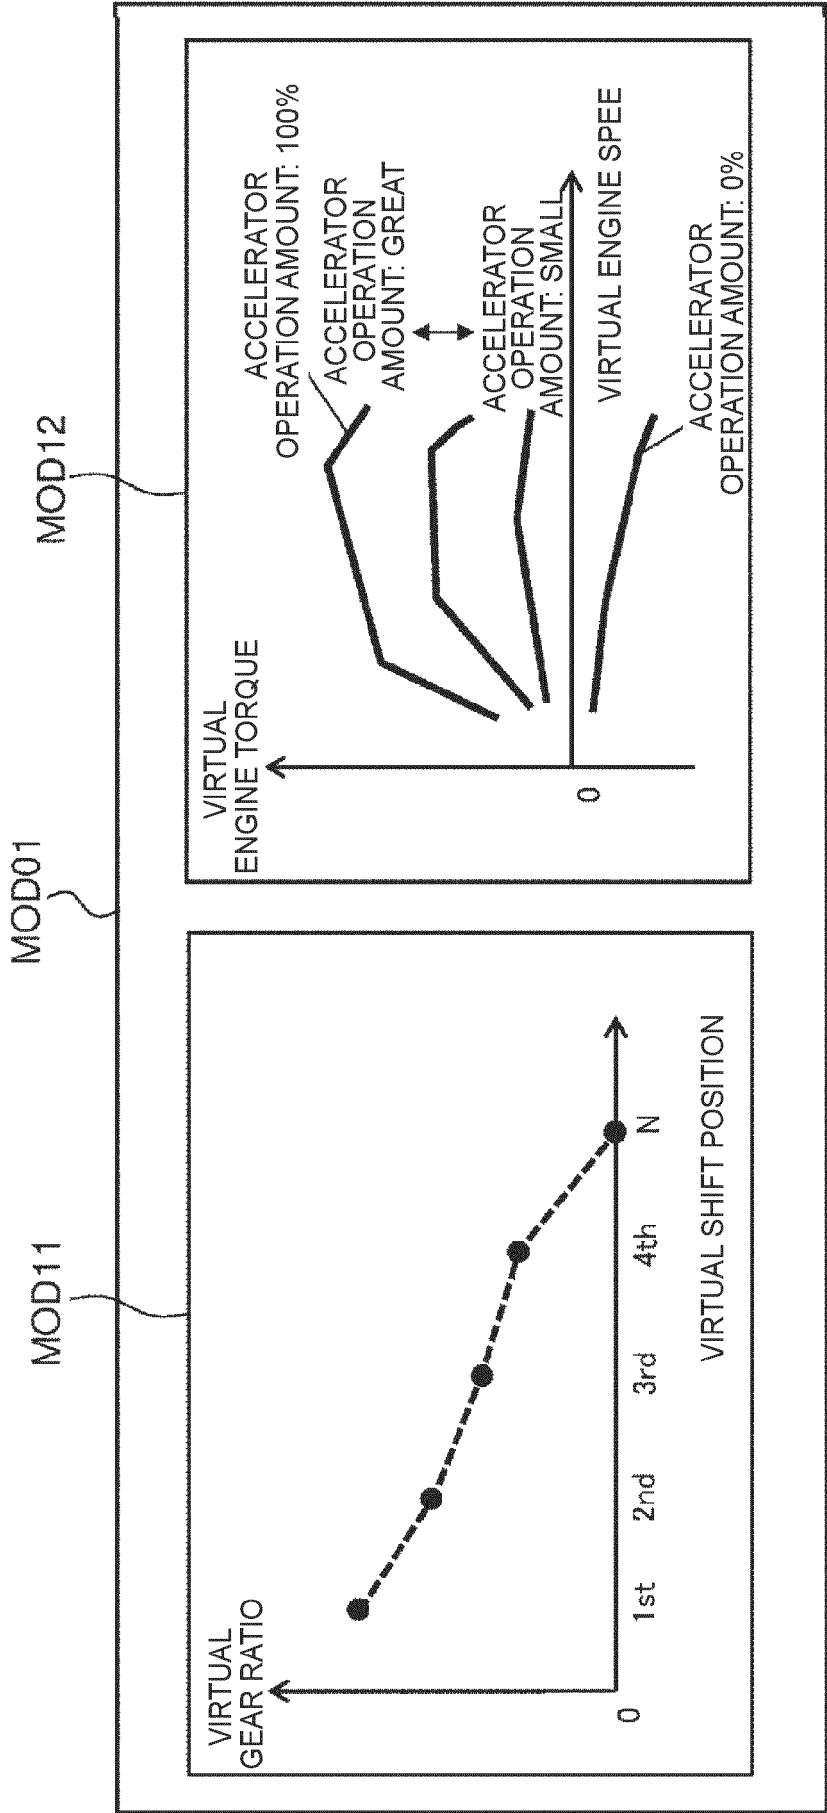 MOD01
MOD11
VIRTUAL
GEAR RATIO
0
1st
2nd
3rd
4th
N
VIRTUAL SHIFT POSITION
MOD12
VIRTUAL
ENGINE TORQUE
ACCELERATOR
OPERATION AMOUNT: 100%
ACCELERATOR
OPERATION
AMOUNT: GREAT
ACCELERATOR
OPERATION
AMOUNT: SMALL
0
VIRTUAL ENGINE SPEE
ACCELERATOR
OPERATION AMOUNT: 0%